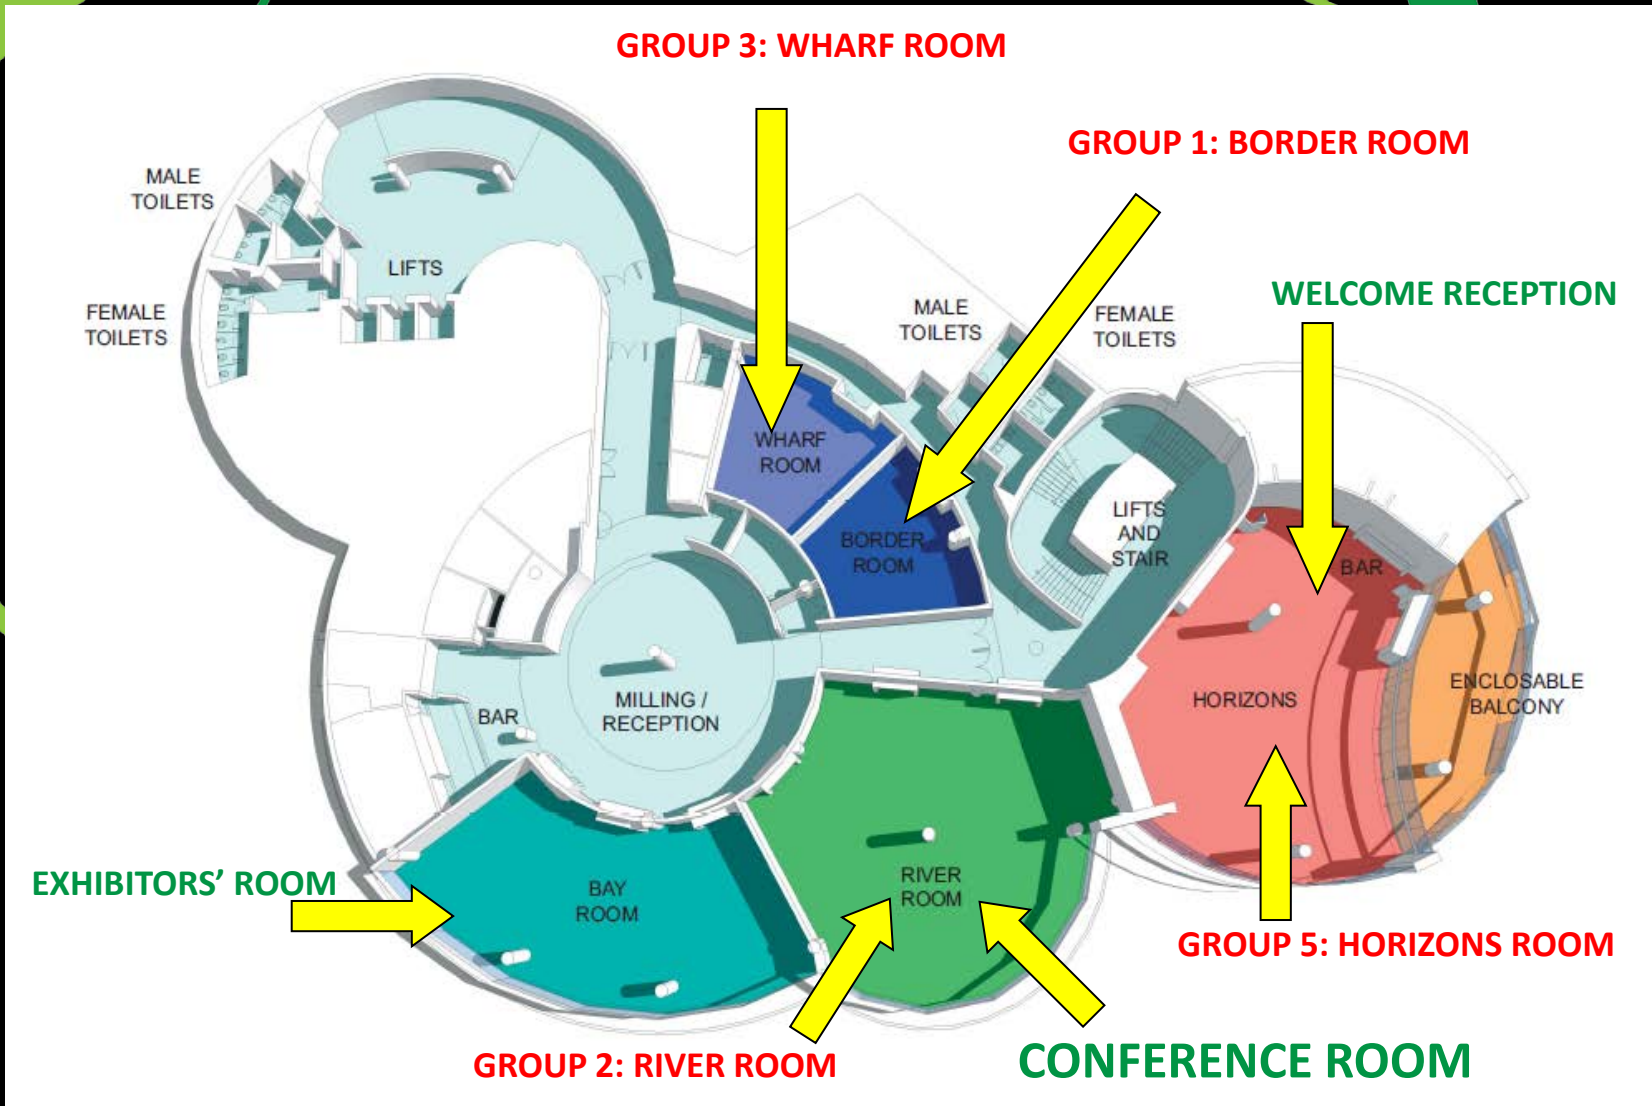 GROUP 3: WHARF ROOM
GROUP 1: BORDER ROOM
MALE
TOILETS
LIFTS
WELCOME RECEPTION
FEMALE
TOILETS
MALE
TOILETS
FEMALE
TOILETS
WHARF
ROOM
LIFTS
AND
STAIR
BORDER
ROOM
BAR
MILLING /
RECEPTION
BAR
HORIZONS
ENCLOSABLE
BALCONY
EXHIBITORS’ ROOM
BAY
ROOM
RIVER
ROOM
GROUP 5: HORIZONS ROOM
GROUP 2: RIVER ROOM
CONFERENCE ROOM